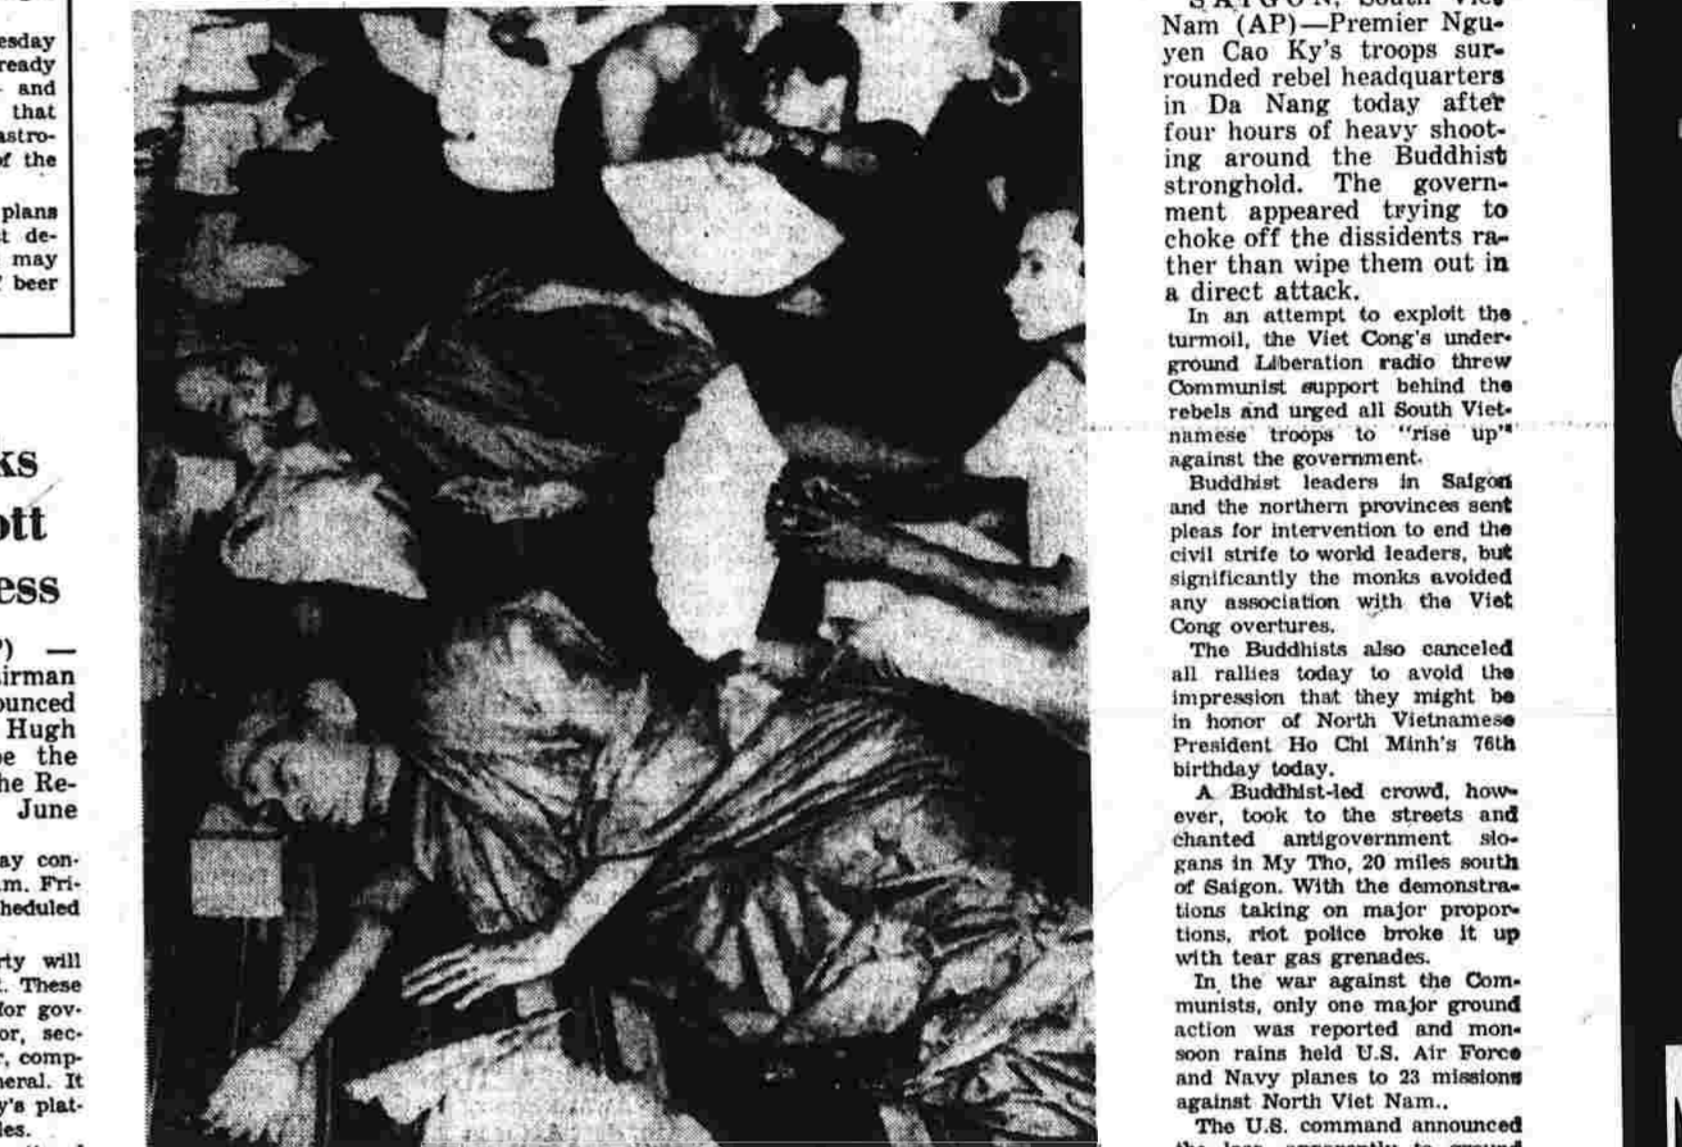 esday
ready
and
that
astro-
of the
plans
t de-
may
beer
ks
ott
ess
P) —
airman
ounced
Hugh
be the
he Re-
June
ay con-
.m. Fri-
heduled
rty will
t. These
for gov-
or, sec-
r, comp-
neral. It
y's plat-
les.
SAIGON, South Viet
Nam (AP)—Premier Ngu-
yen Cao Ky's troops sur-
rounded rebel headquarters
in Da Nang today after
four hours of heavy shoot-
ing around the Buddhist
stronghold. The govern-
ment appeared trying to
choke off the dissidents ra-
ther than wipe them out in
a direct attack.
In an attempt to exploit the
turmoil, the Viet Cong's under-
ground Liberation radio threw
Communist support behind the
rebels and urged all South Viet-
namese troops to "rise up"
against the government.
Buddhist leaders in Saigon
and the northern provinces sent
pleas for intervention to end the
civil strife to world leaders, but
significantly the monks avoided
any association with the Viet
Cong overtures.
The Buddhists also canceled
all rallies today to avoid the
impression that they might be
in honor of North Vietnamese
President Ho Chi Minh's 76th
birthday today.
A Buddhist-led crowd, how-
ever, took to the streets and
chanted antigovernment slo-
gans in My Tho, 20 miles south
of Saigon. With the demonstra-
tions taking on major propor-
tions, riot police broke it up
with tear gas grenades.
In the war against the Com-
munists, only one major ground
action was reported and mon-
soon rains held U.S. Air Force
and Navy planes to 23 missions
against North Viet Nam..
The U.S. command announced
the loss, apparently to ground